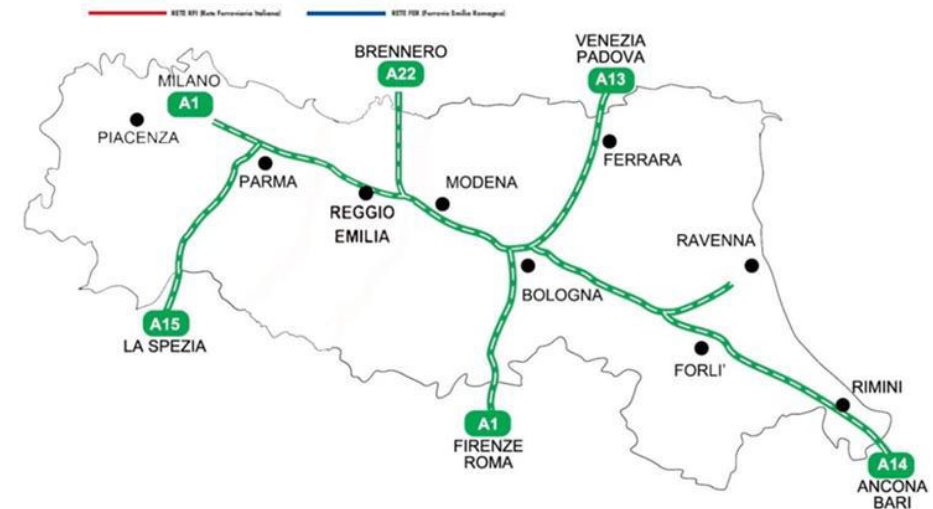 RETE RFI (Rete Ferroviaria Italiana)
RETE FER (Ferrovie Emilia Romagna)
VENEZIA
PADOVA
A13
BRENNERO
A22
MILANO
A1
PIACENZA
PARMA
REGGIO
EMILIA
MODENA
FERRARA
RAVENNA
BOLOGNA
A15
LA SPEZIA
FORLI'
RIMINI
A1
FIRENZE
ROMA
A14
ANCONA
BARI